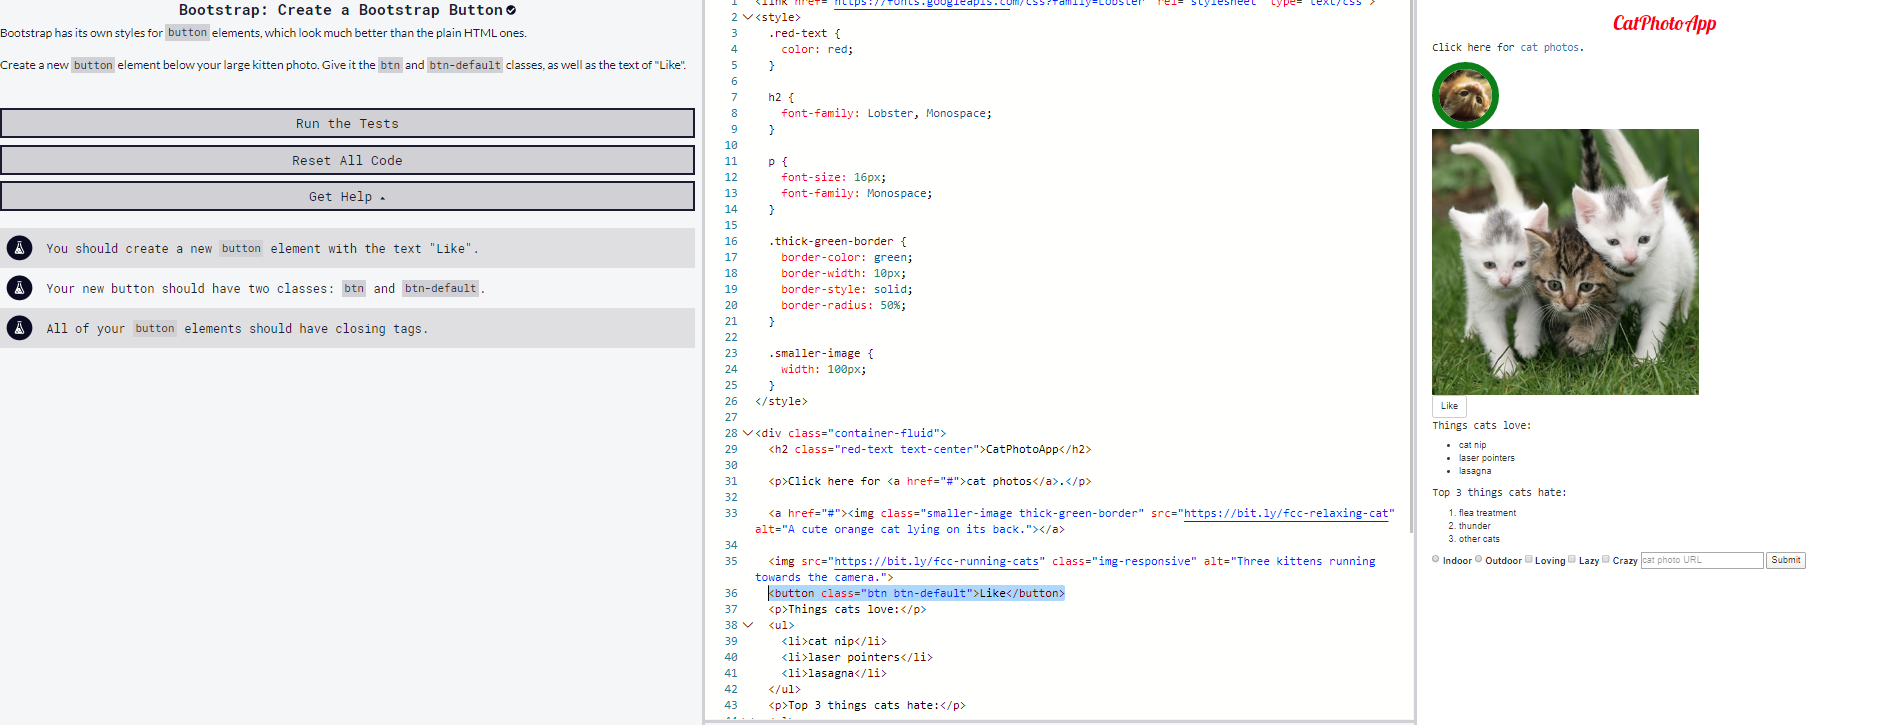 Bootstrap: Create a Bootstrap Button
Bootstrap has its own styles for button elements, which look much better than the plain HTML ones.
Create a new button element below your large kitten photo. Give it the btn and btn-default classes, as well as the text of "Like".
Run the Tests
Reset All Code
Get Help
You should create a new button element with the text "Like".
Your new button should have two classes: btn and btn-default.
All of your button elements should have closing tags.
1 <link href="https://fonts.googleapis.com/css?family=Lobster" rel="stylesheet" type="text/css">
2 <style>
3 .red-text {
4 color: red;
5 }
6
7 h2 {
8 font-family: Lobster, Monospace;
9 }
10
11 p {
12 font-size: 16px;
13 font-family: Monospace;
14 }
15
16 .thick-green-border {
17 border-color: green;
18 border-width: 10px;
19 border-style: solid;
20 border-radius: 50%;
21 }
22
23 .smaller-image {
24 width: 100px;
25 }
26 </style>
27
28 <div class="container-fluid">
29 <h2 class="red-text text-center">CatPhotoApp</h2>
30
31 <p>Click here for <a href="#">cat photos</a>.</p>
32
33 <a href="#"><img class="smaller-image thick-green-border" src="https://bit.ly/fcc-relaxing-cat"
alt="A cute orange cat lying on its back."></a>
34
35 <img src="https://bit.ly/fcc-running-cats" class="img-responsive" alt="Three kittens running
towards the camera.">
36 <button class="btn btn-default">Like</button>
37 <p>Things cats love:</p>
38 <ul>
39 <li>cat nip</li>
40 <li>laser pointers</li>
41 <li>lasagna</li>
42 </ul>
43 <p>Top 3 things cats hate:</p>
CatPhotoApp
Click here for cat photos.
Like
Things cats love:
cat nip
laser pointers
lasagna
Top 3 things cats hate:
1. flea treatment
2. thunder
3. other cats
Indoor Outdoor Loving Lazy Crazy cat photo URL Submit